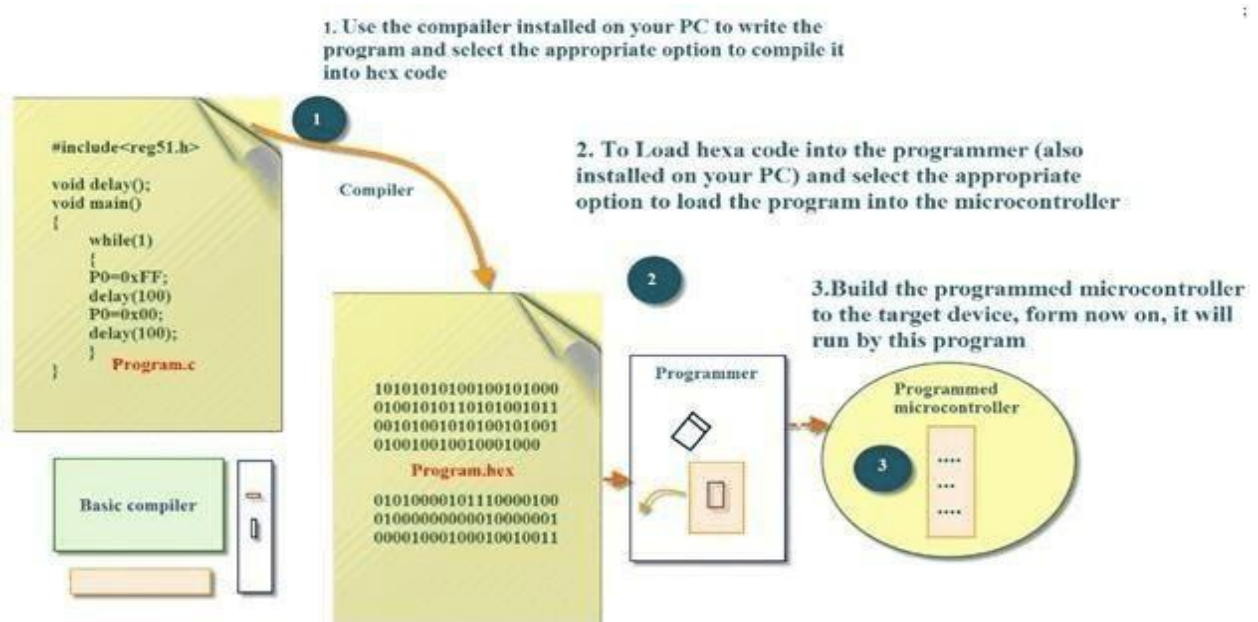 ;
1. Use the compailer installed on your PC to write the
program and select the appropriate option to compile it
into hex code
1
#include<reg51.h>
void delay();
void main()
{
while(1)
{
P0=0xFF;
delay(100)
P0=0x00;
delay(100);
}
Program.c
}
Compiler
2. To Load hexa code into the programmer (also
installed on your PC) and select the appropriate
option to load the program into the microcontroller
2
3.Build the programmed microcontroller
to the target device, form now on, it will
run by this program
10101010100100101000
01001010110101001011
00101001010100101001
010010010010001000
Program.hex
01010000101110000100
01000000000010000001
00001000100010010011
Programmer
Programmed
microcontroller
3
Basic compiler